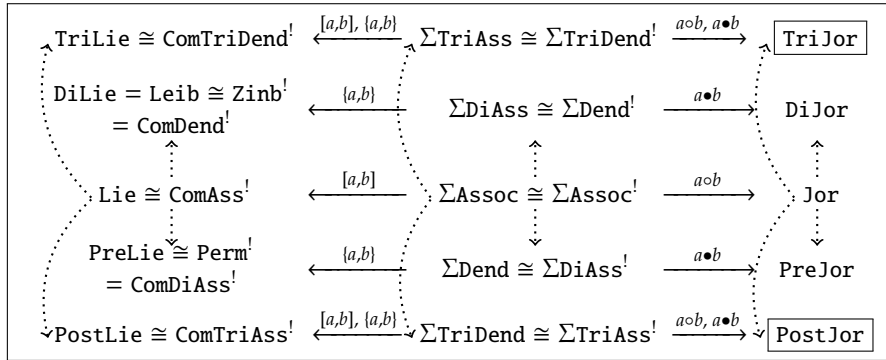 TriLie ≅ ComTriDend! [a,b], {a,b} ΣTriAss ≅ ΣTriDend! a∘b, a•b TriJor
DiLie = Leib ≅ Zinb! {a,b} ΣDiAss ≅ ΣDend! a•b DiJor
= ComDend!
Lie ≅ ComAss! [a,b] ΣAssoc ≅ ΣAssoc! a∘b Jor
PreLie ≅ Perm! {a,b} ΣDend ≅ ΣDiAss! a•b PreJor
= ComDiAss!
PostLie ≅ ComTriAss! [a,b], {a,b} ΣTriDend ≅ ΣTriAss! a∘b, a•b PostJor